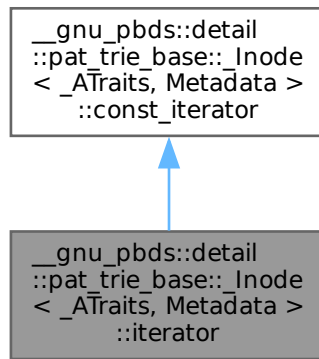 __gnu_pbds::detail
::pat_trie_base::_Inode
< _ATraits, Metadata >
::const_iterator
__gnu_pbds::detail
::pat_trie_base::_Inode
< _ATraits, Metadata >
::iterator